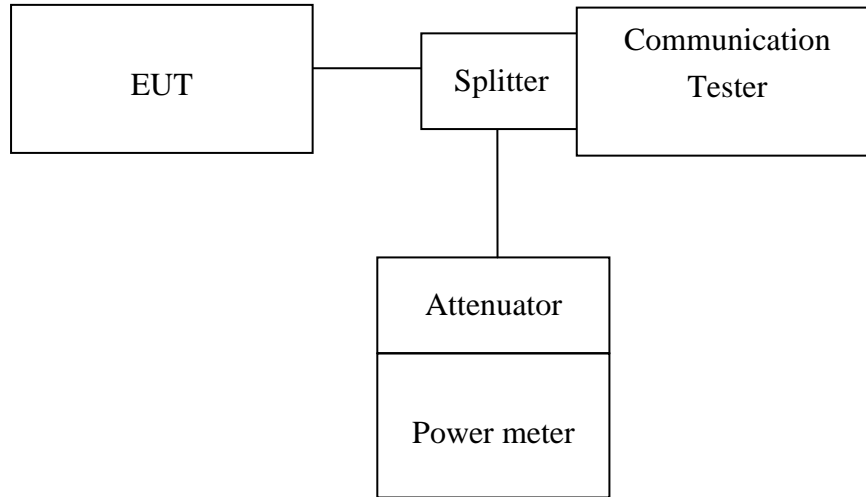 EUT
Splitter
Communication
Tester
Attenuator
Power meter